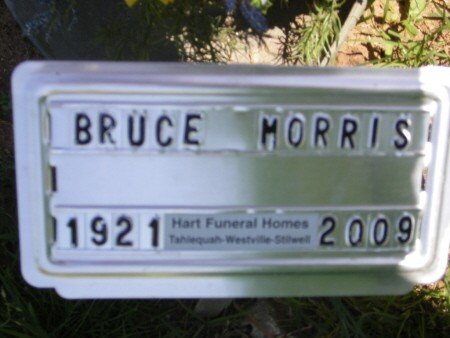 BRUCE MORRIS
1921 Hart Funeral Homes 2009
Tahlequah-Westville-Stilwell